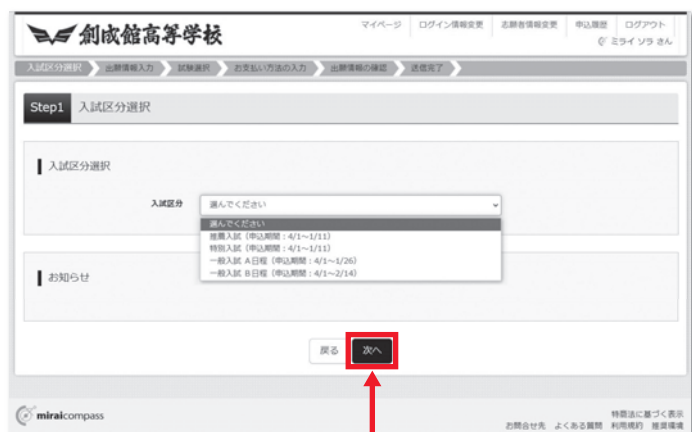 創成館高等学校
マイページ ログイン情報変更 志願者情報変更 申込履歴 ログアウト
ミライ ソラ さん
入試区分選択 出願情報入力 試験選択 お支払い方法の入力 出願情報の確認 送信完了
Step1 入試区分選択
入試区分選択
入試区分 選んでください
選んでください
推薦入試（申込期間：4/1～1/11）
特別入試（申込期間：4/1～1/11）
一般入試 A日程（申込期間：4/1～1/26）
一般入試 B日程（申込期間：4/1～2/14）
お知らせ
戻る 次へ
miraicompass
特商法に基づく表示
お問合せ先 よくある質問 利用規約 推奨環境